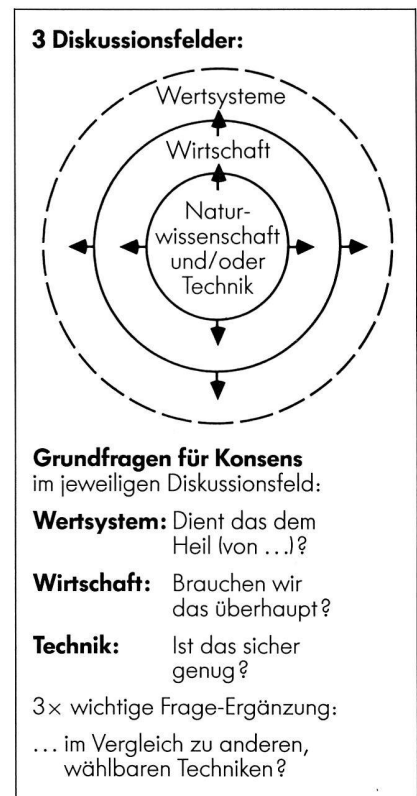 3 Diskussionsfelder:
Wertsysteme
Wirtschaft
Natur-
wissenschaft
und/oder
Technik
Grundfragen für Konsens
im jeweiligen Diskussionsfeld:
Wertsystem: Dient das dem
Heil (von ...)?
Wirtschaft: Brauchen wir
das überhaupt?
Technik: Ist das sicher
genug?
3× wichtige Frage-Ergänzung:
... im Vergleich zu anderen,
wählbaren Techniken?